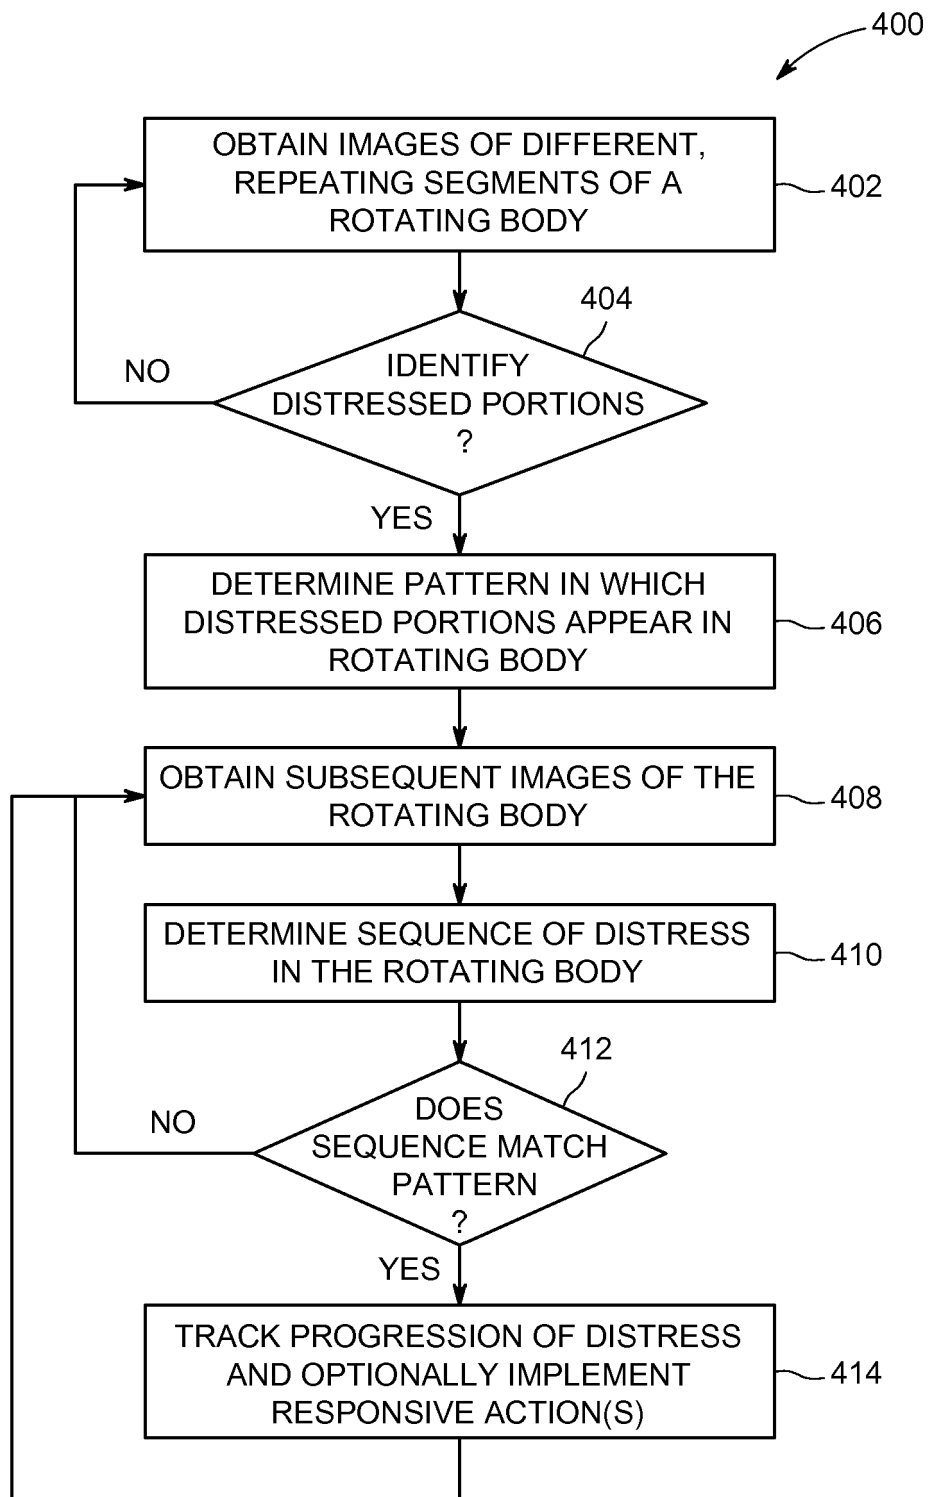 400
OBTAIN IMAGES OF DIFFERENT,
REPEATING SEGMENTS OF A
ROTATING BODY
402
404
IDENTIFY
DISTRESSED PORTIONS
?
NO
YES
DETERMINE PATTERN IN WHICH
DISTRESSED PORTIONS APPEAR IN
ROTATING BODY
406
OBTAIN SUBSEQUENT IMAGES OF THE
ROTATING BODY
408
DETERMINE SEQUENCE OF DISTRESS
IN THE ROTATING BODY
410
412
DOES
SEQUENCE MATCH
PATTERN
?
NO
YES
TRACK PROGRESSION OF DISTRESS
AND OPTIONALLY IMPLEMENT
RESPONSIVE ACTION(S)
414